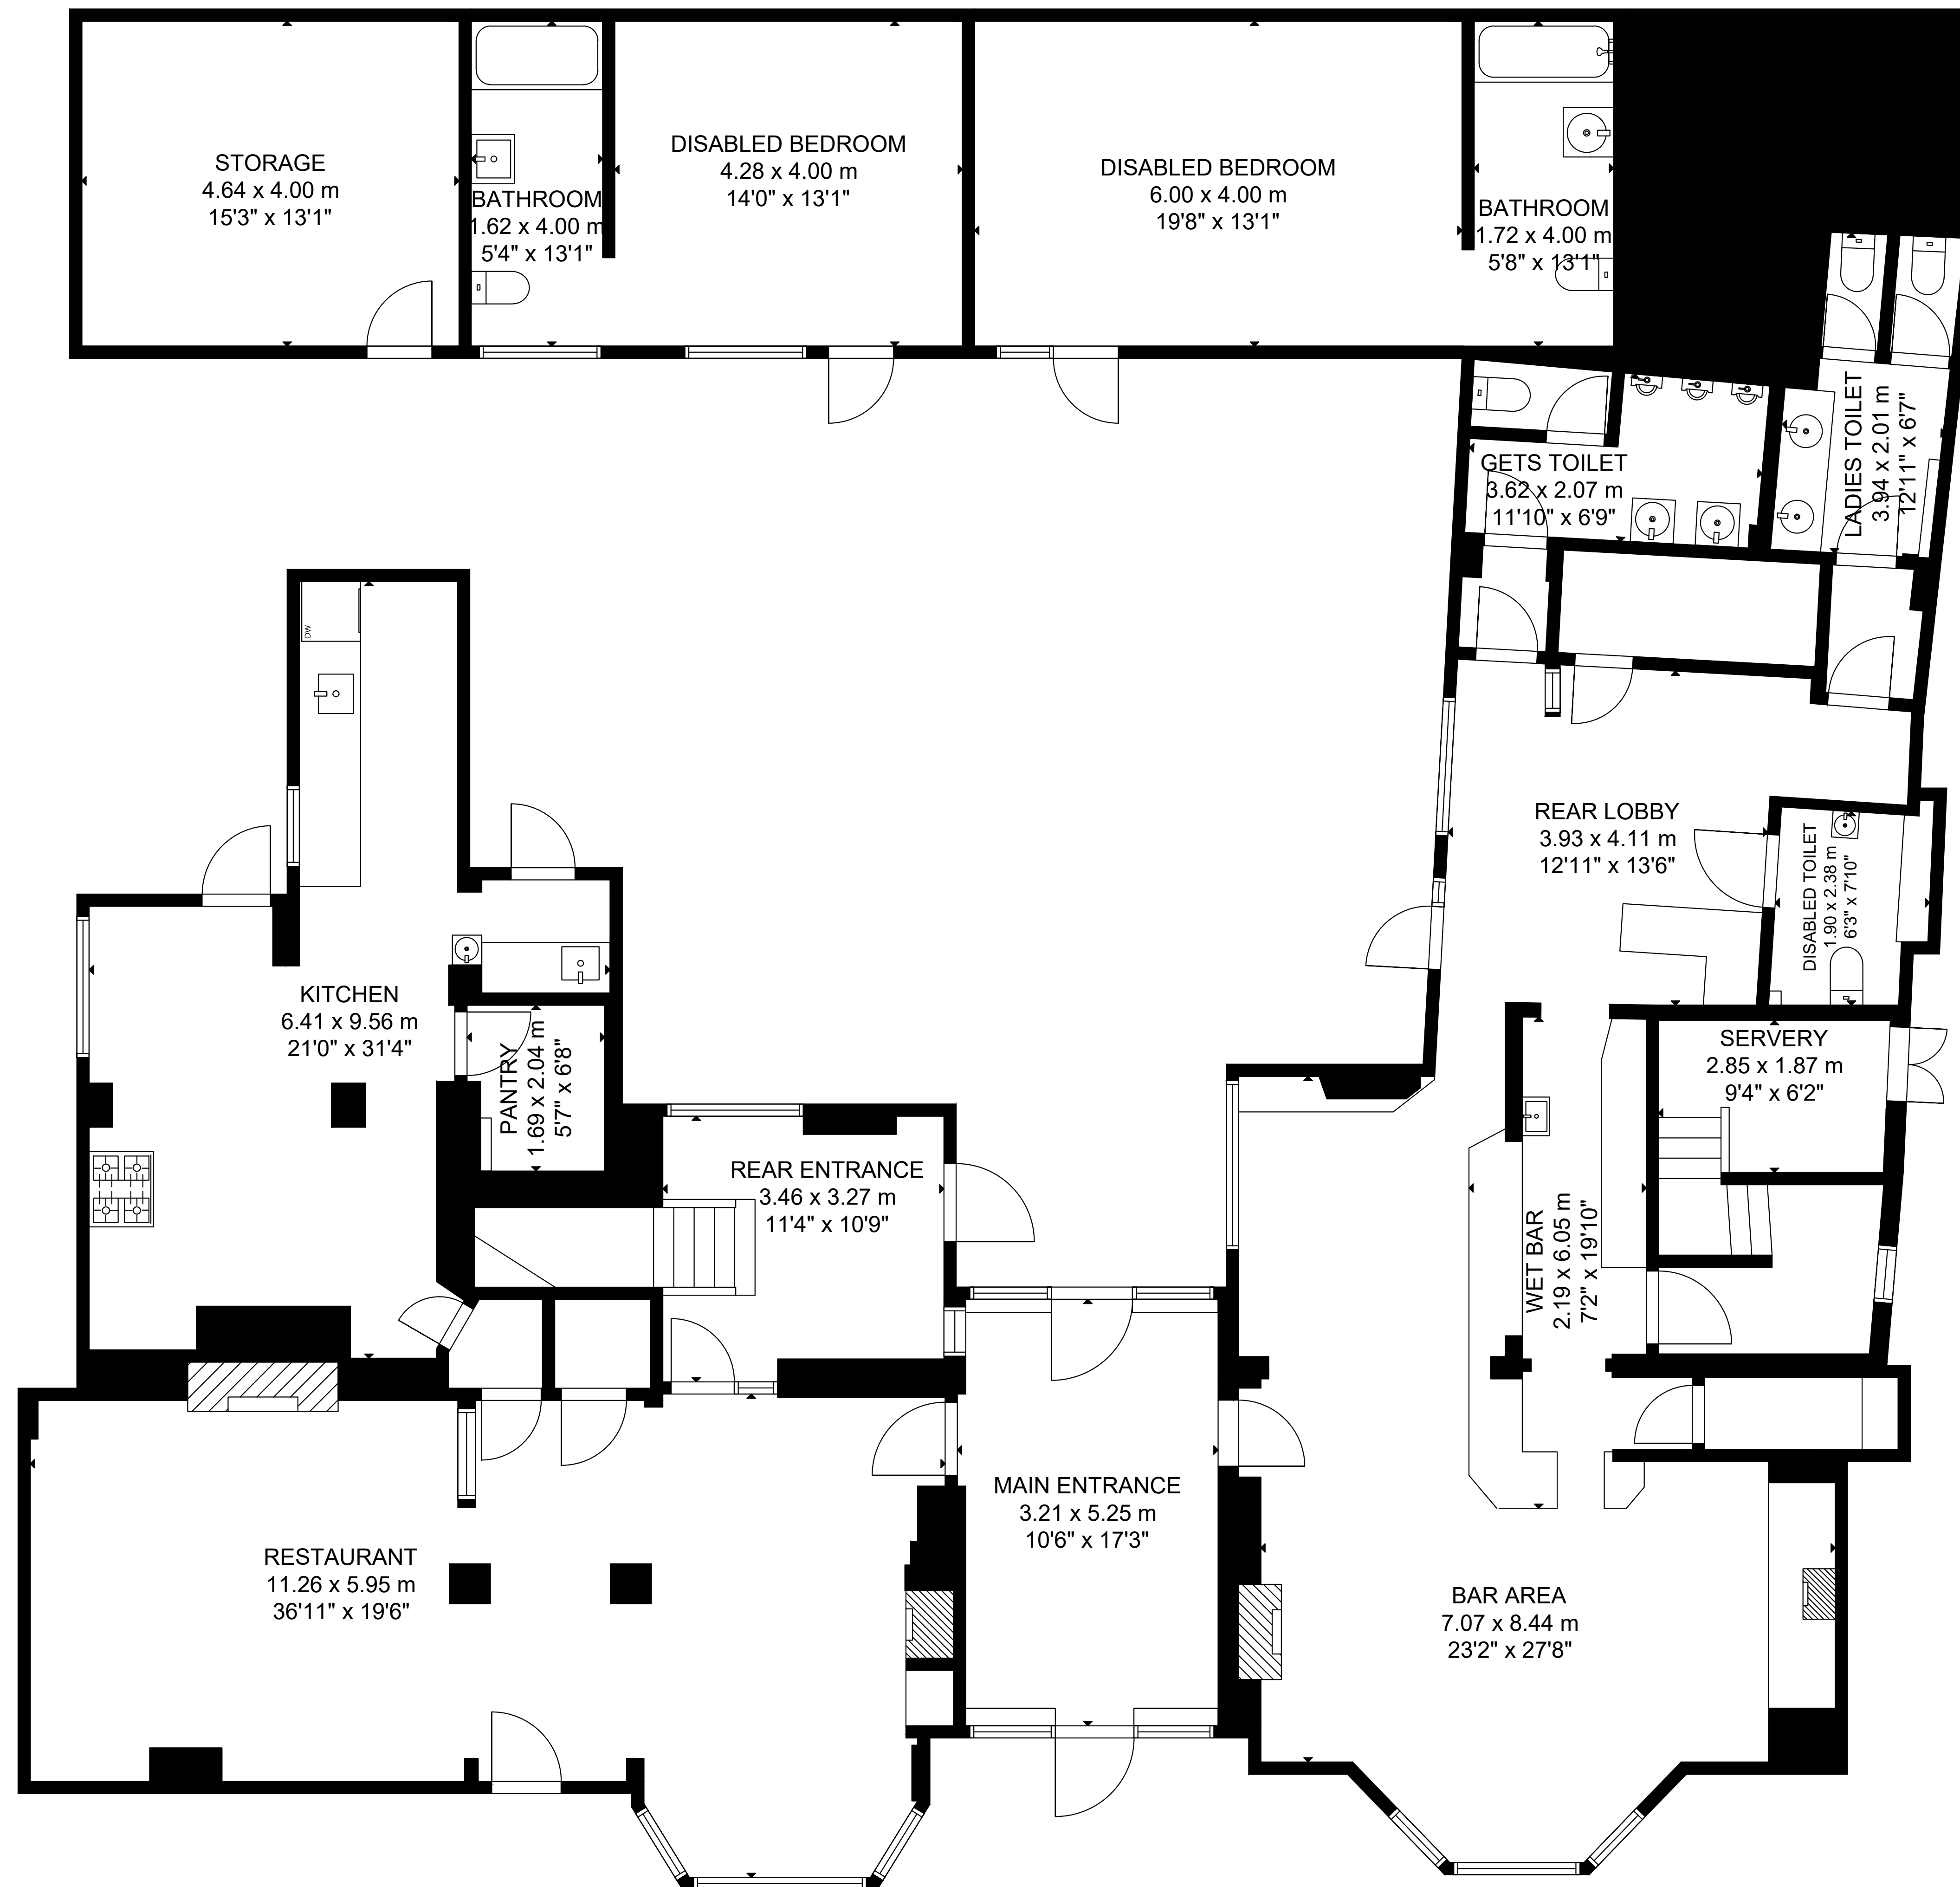 STORAGE
4.64 x 4.00 m
15'3" x 13'1"
BATHROOM
1.62 x 4.00 m
5'4" x 13'1"
DISABLED BEDROOM
4.28 x 4.00 m
14'0" x 13'1"
DISABLED BEDROOM
6.00 x 4.00 m
19'8" x 13'1"
BATHROOM
1.72 x 4.00 m
5'8" x 13'1"
GETS TOILET
3.62 x 2.07 m
11'10" x 6'9"
LADIES TOILET
3.94 x 2.01 m
12'11" x 6'7"
DW
REAR LOBBY
3.93 x 4.11 m
12'11" x 13'6"
DISABLED TOILET
1.90 x 2.38 m
6'3" x 7'10"
KITCHEN
6.41 x 9.56 m
21'0" x 31'4"
PANTRY
1.69 x 2.04 m
5'7" x 6'8"
SERVERY
2.85 x 1.87 m
9'4" x 6'2"
REAR ENTRANCE
3.46 x 3.27 m
11'4" x 10'9"
WET BAR
2.19 x 6.05 m
7'2" x 19'10"
MAIN ENTRANCE
3.21 x 5.25 m
10'6" x 17'3"
RESTAURANT
11.26 x 5.95 m
36'11" x 19'6"
BAR AREA
7.07 x 8.44 m
23'2" x 27'8"